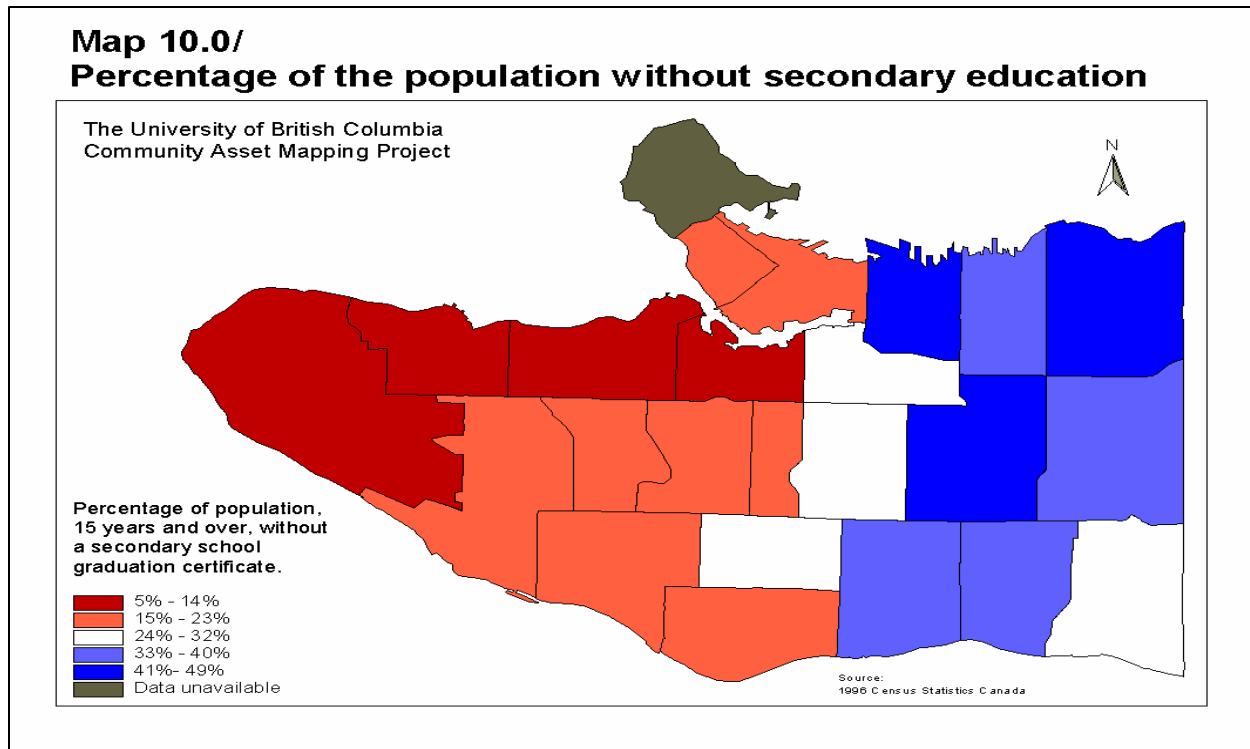 Map 10.0/
Percentage of the population without secondary education
The University of British Columbia
Community Asset Mapping Project
N
Percentage of population,
15 years and over, without
a secondary school
graduation certificate.
5% - 14%
15% - 23%
24% - 32%
33% - 40%
41%- 49%
Data unavailable
Source:
1996 Census Statistics Canada